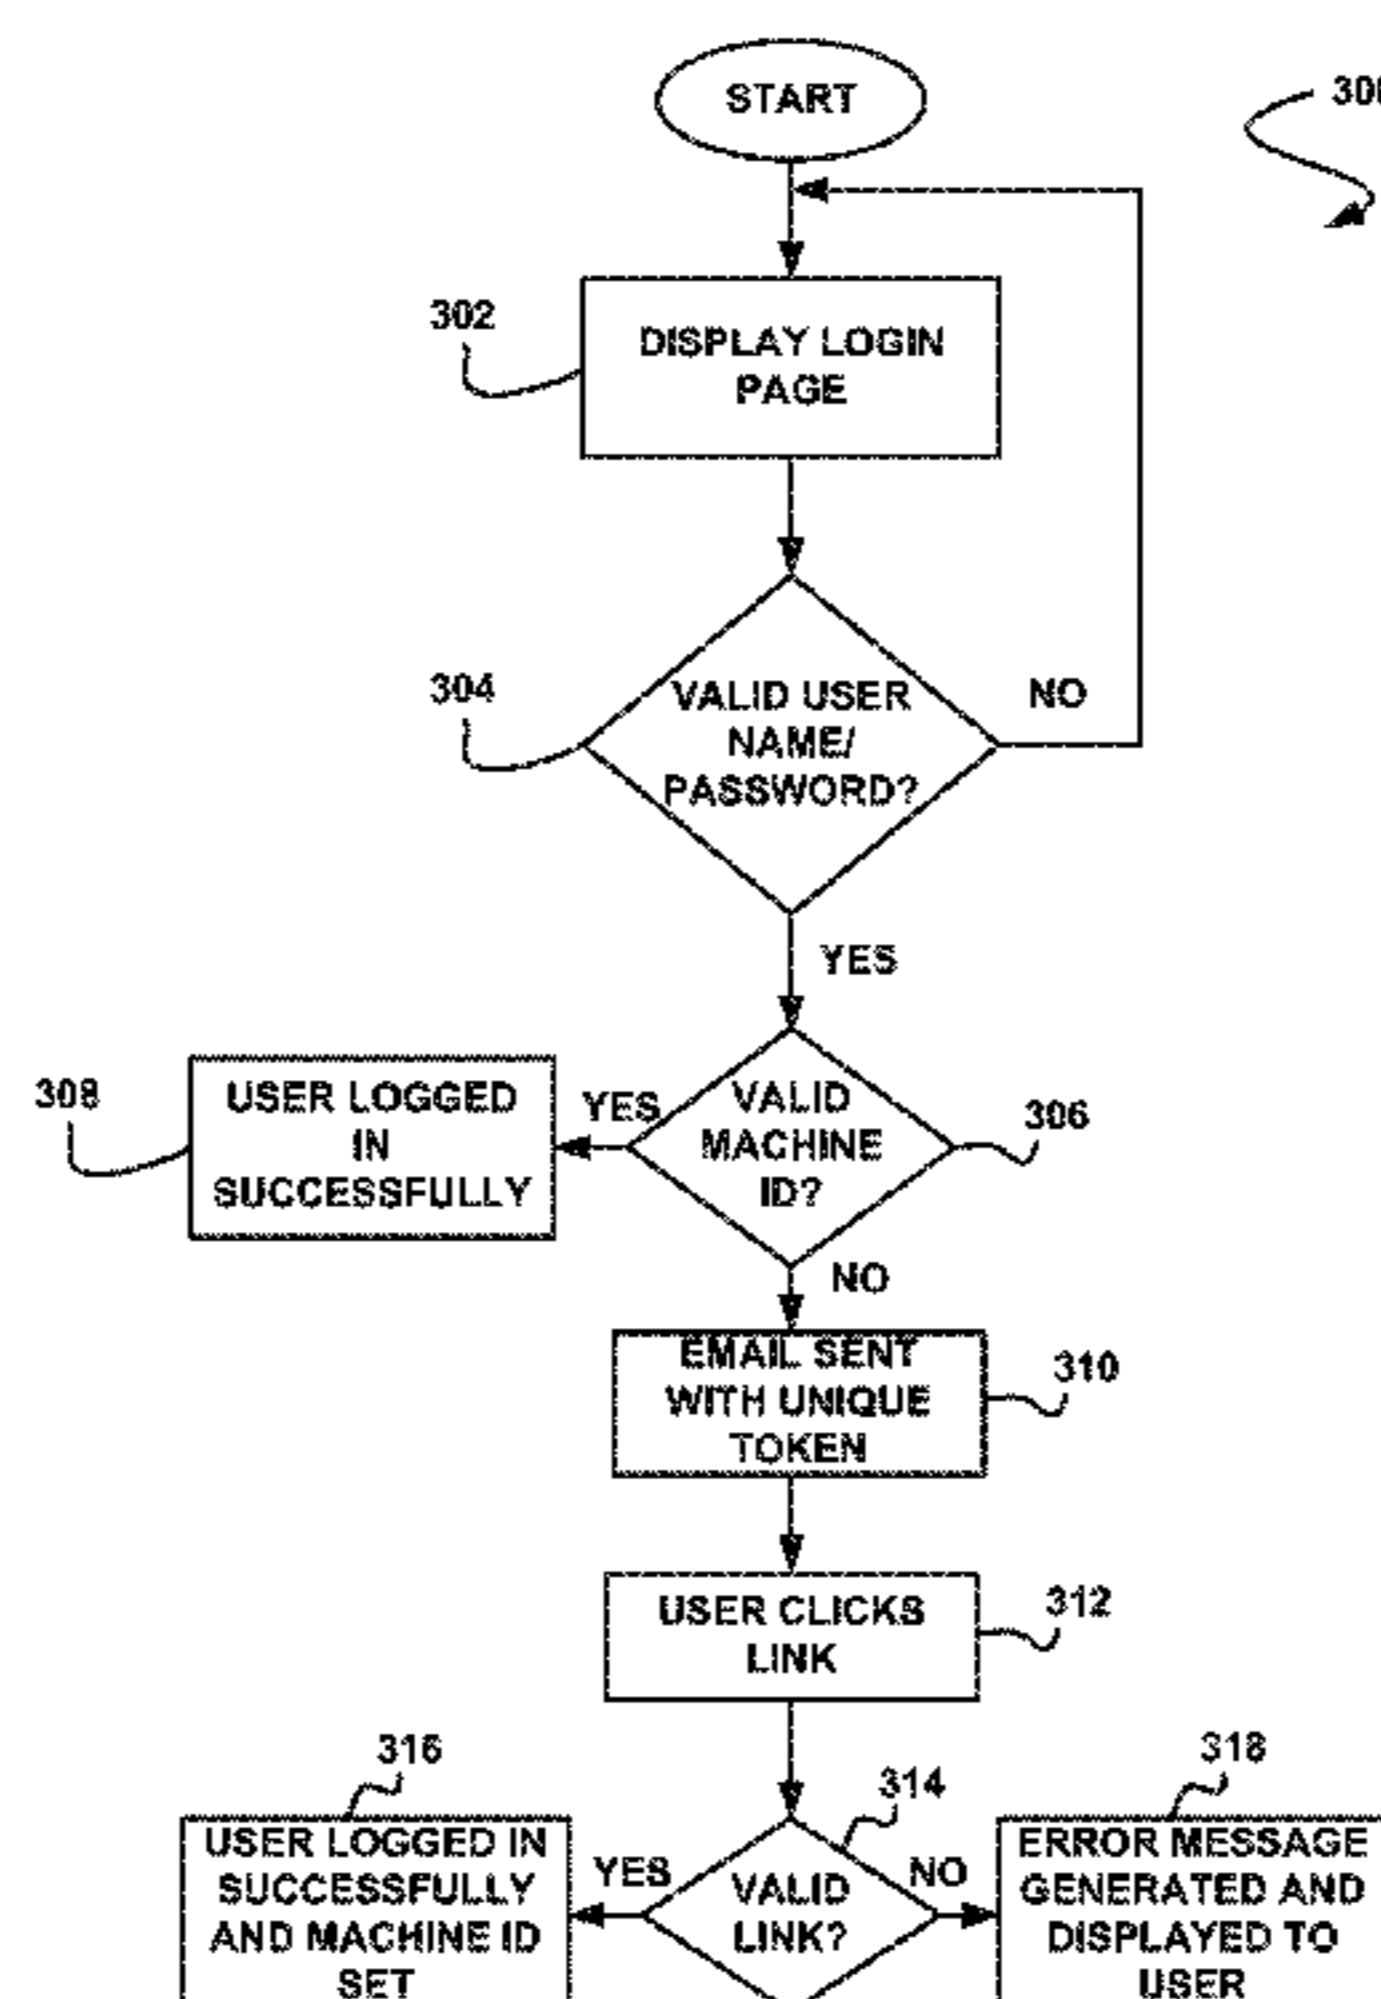 START
302
DISPLAY LOGIN
PAGE
304
VALID USER
NAME/
PASSWORD?
NO
YES
308
USER LOGGED
IN
SUCCESSFULLY
YES
VALID
MACHINE
ID?
306
NO
EMAIL SENT
WITH UNIQUE
TOKEN
310
USER CLICKS
LINK
312
316
314
318
USER LOGGED IN
SUCCESSFULLY
AND MACHINE ID
SET
YES
VALID
LINK?
NO
ERROR MESSAGE
GENERATED AND
DISPLAYED TO
USER